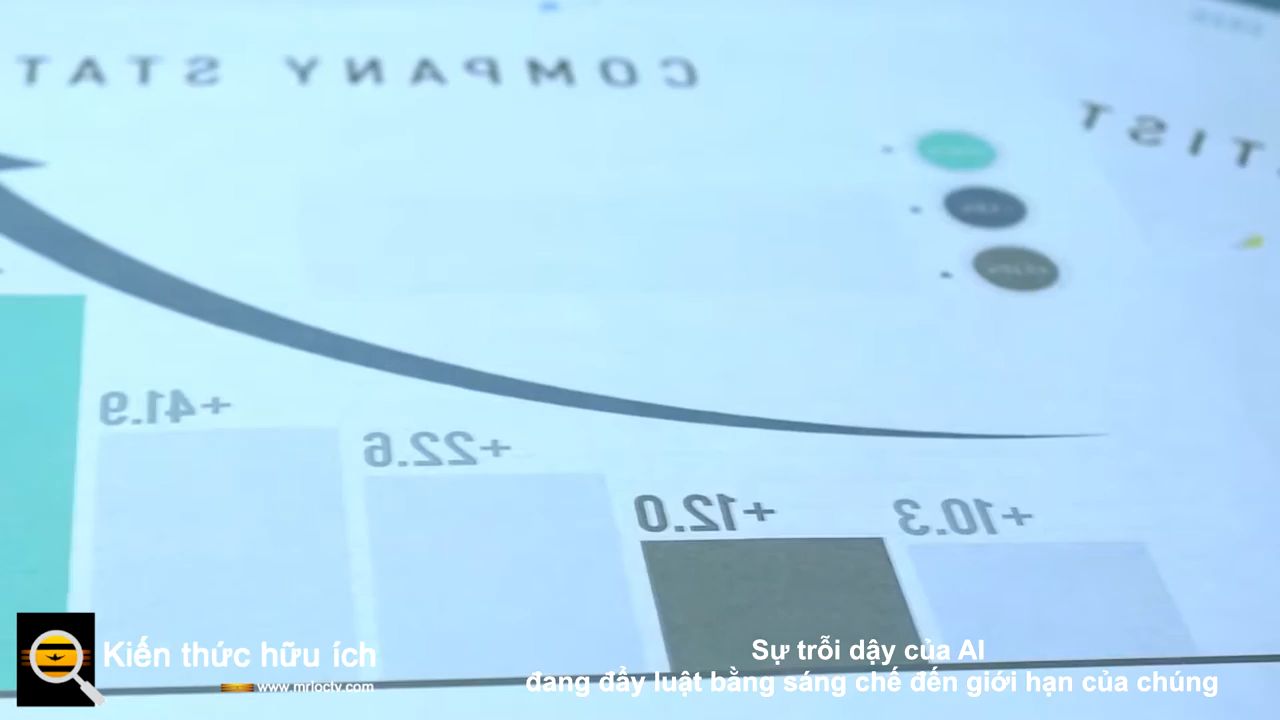 COMPANY STAT
TIST
+41.9
+22.6
+12.0
+10.3
Kiến thức hữu ích
www.mrloctv.com
Sự trỗi dậy của AI
đang đẩy luật bằng sáng chế đến giới hạn của chúng